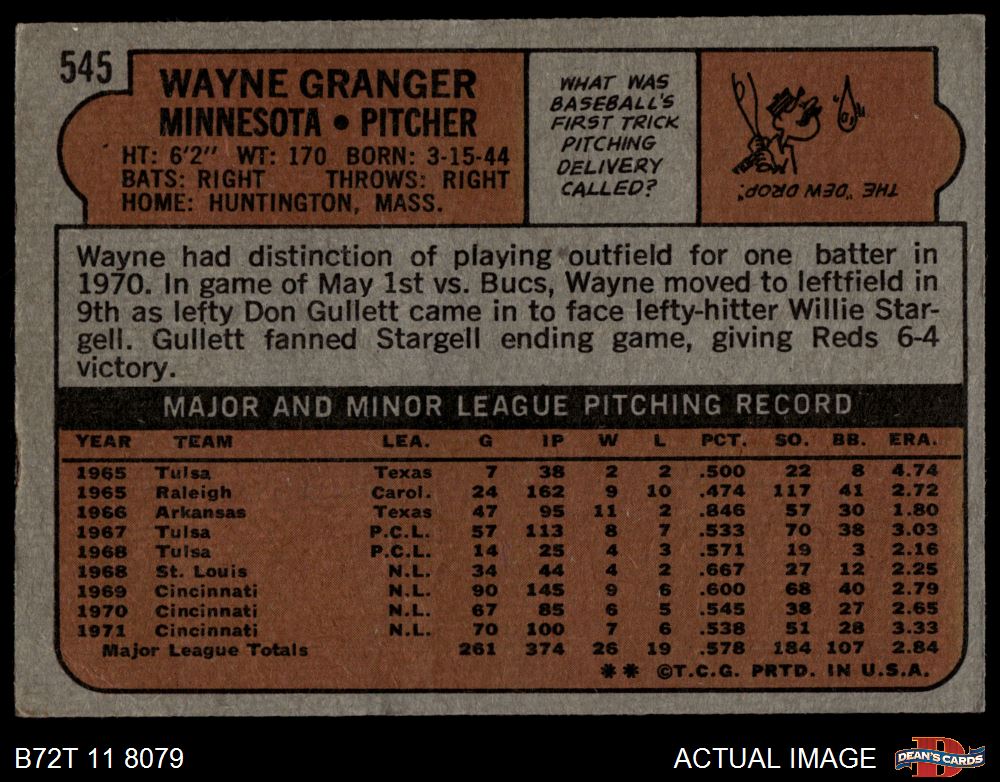 545
WAYNE GRANGER
MINNESOTA • PITCHER
HT: 6'2" WT: 170 BORN: 3-15-44
BATS: RIGHT THROWS: RIGHT
HOME: HUNTINGTON, MASS.
WHAT WAS
BASEBALL'S
FIRST TRICK
PITCHING
DELIVERY
CALLED?
THE "DEW DROP".
Wayne had distinction of playing outfield for one batter in
1970. In game of May 1st vs. Bucs, Wayne moved to leftfield in
9th as lefty Don Gullett came in to face lefty-hitter Willie Star-
gell. Gullett fanned Stargell ending game, giving Reds 6-4
victory.
MAJOR AND MINOR LEAGUE PITCHING RECORD
YEAR TEAM LEA. G IP W L PCT. SO. BB. ERA.
1965 Tulsa Texas 7 38 2 2 .500 22 8 4.74
1965 Raleigh Carol. 24 162 9 10 .474 117 41 2.72
1966 Arkansas Texas 47 95 11 2 .846 57 30 1.80
1967 Tulsa P.C.L. 57 113 8 7 .533 70 38 3.03
1968 Tulsa P.C.L. 14 25 4 3 .571 19 3 2.16
1968 St. Louis N.L. 34 44 4 2 .667 27 12 2.25
1969 Cincinnati N.L. 90 145 9 6 .600 68 40 2.79
1970 Cincinnati N.L. 67 85 6 5 .545 38 27 2.65
1971 Cincinnati N.L. 70 100 7 6 .538 51 28 3.33
Major League Totals 261 374 26 19 .578 184 107 2.84
** ©T.C.G. PRTD. IN U.S.A.
B72T 11 8079
ACTUAL IMAGE
D
DEAN'S CARDS